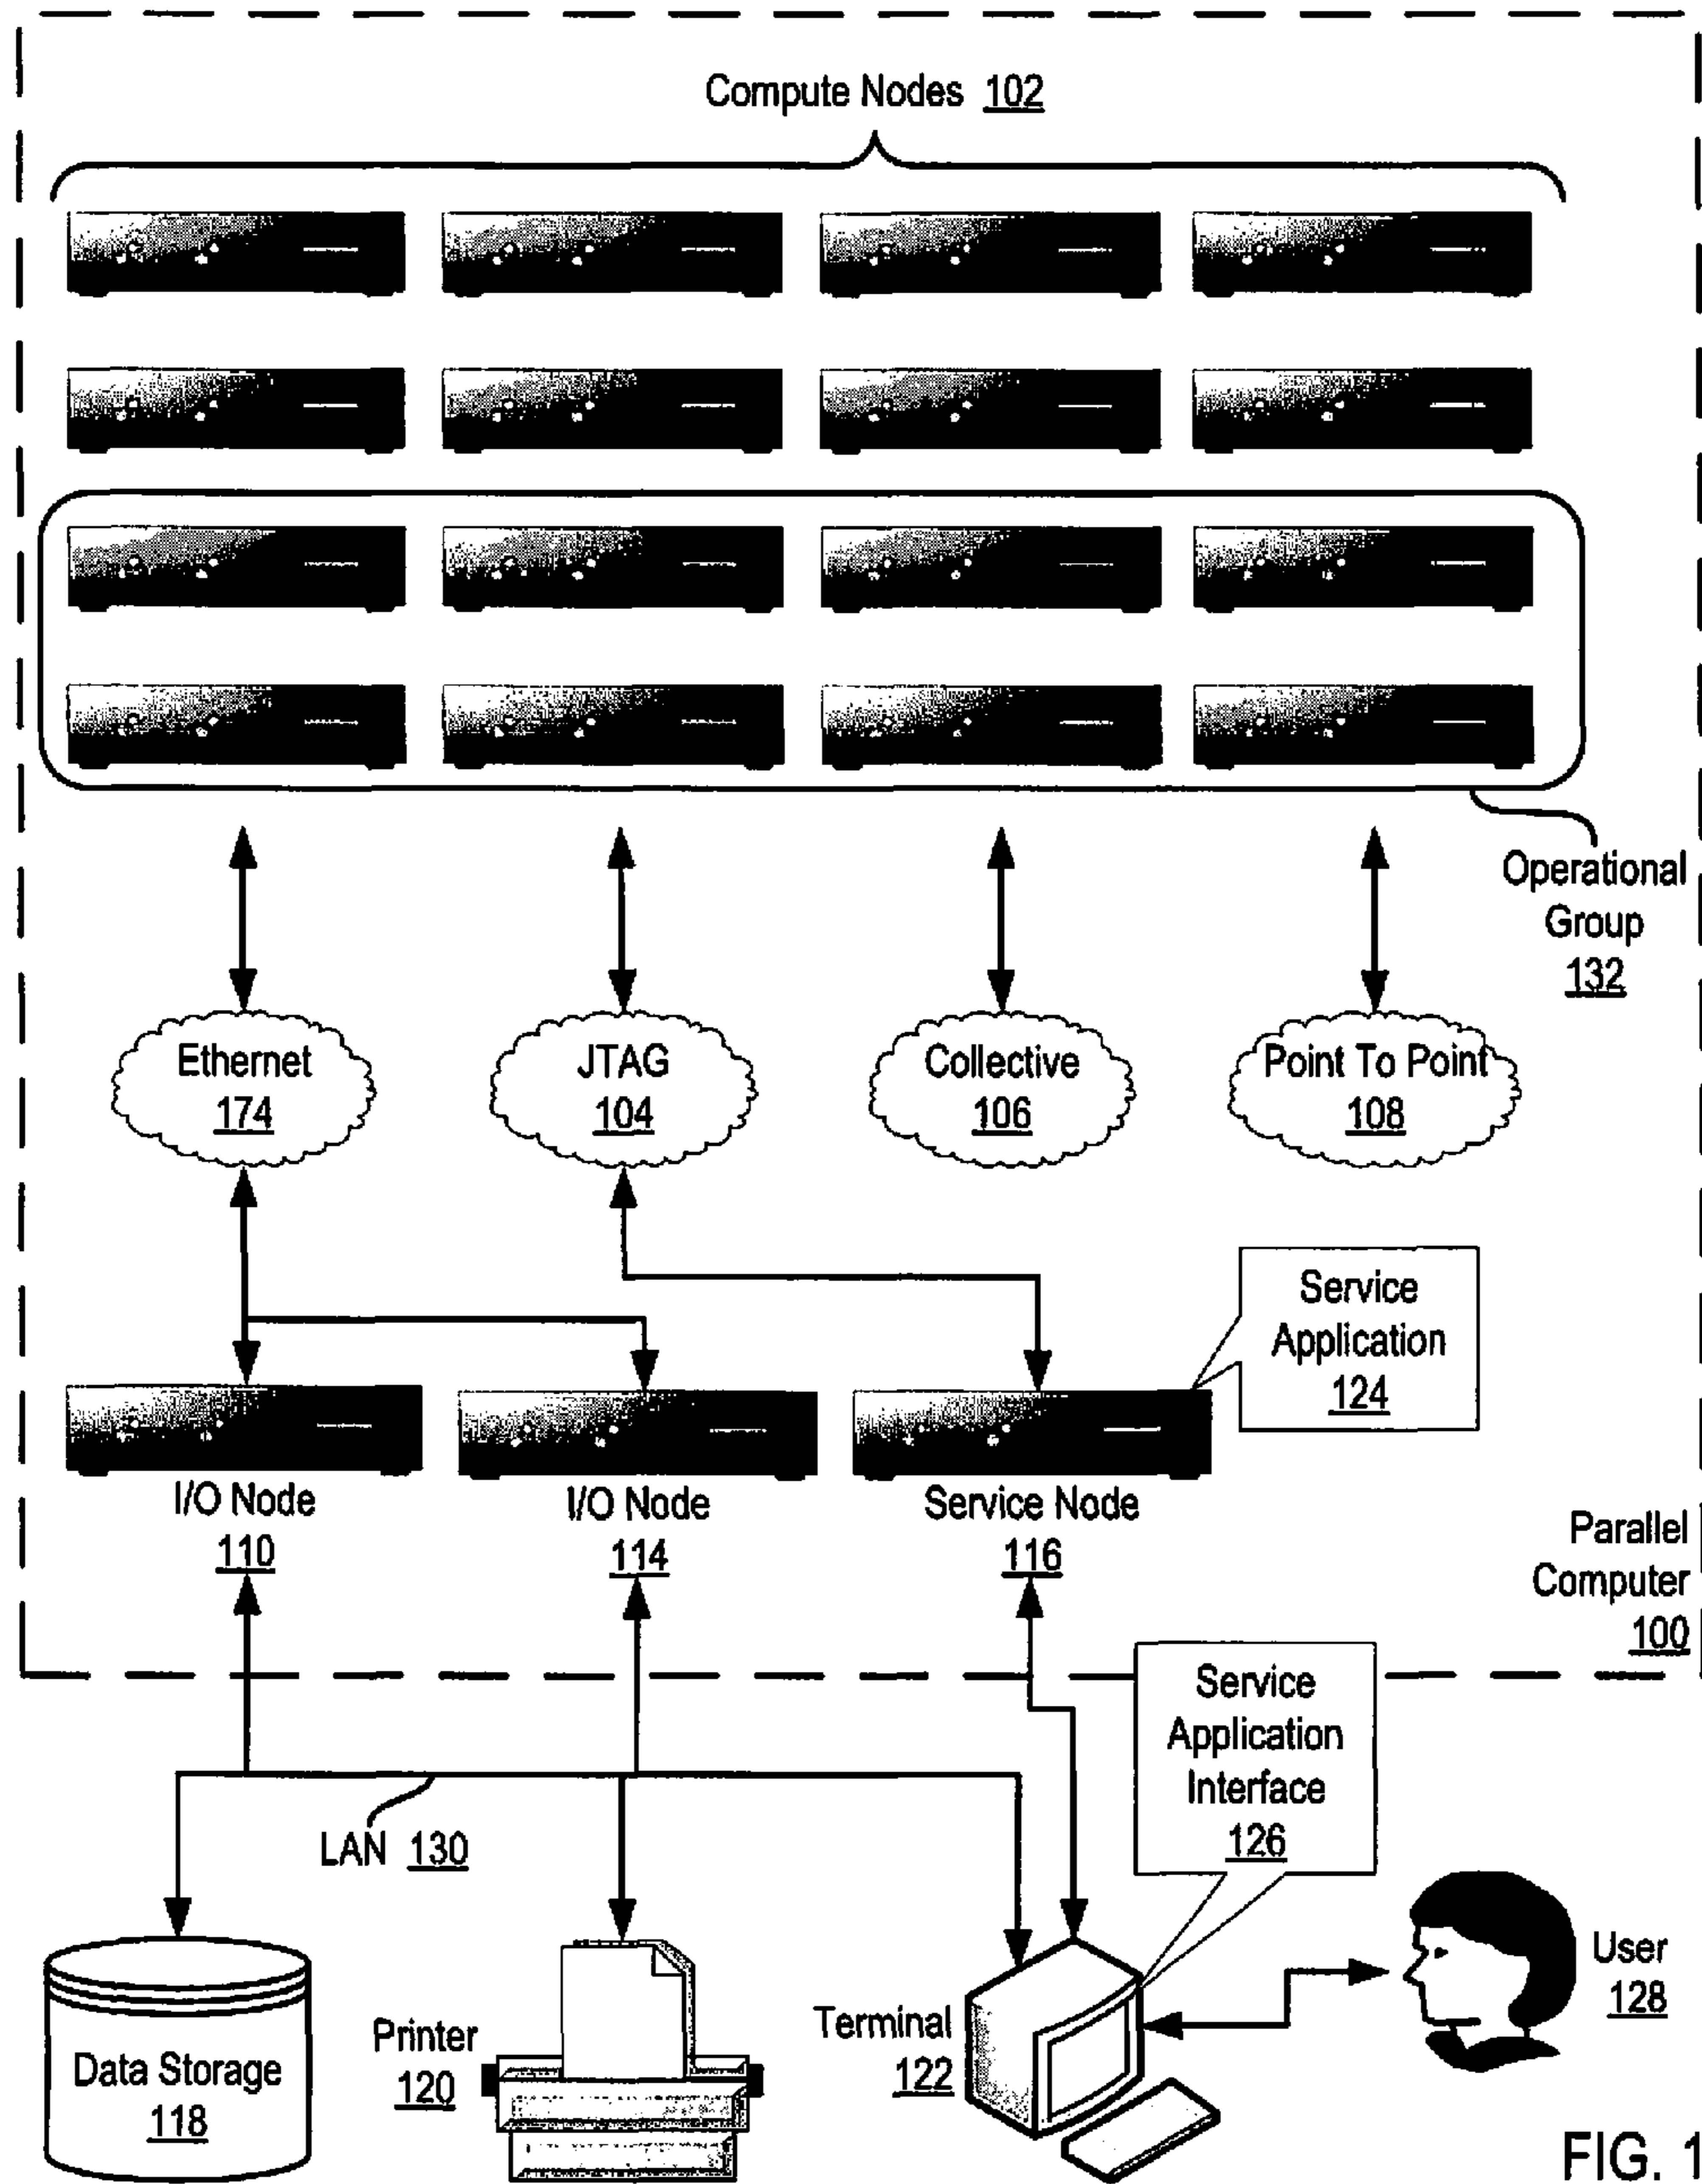 Compute Nodes 102
Operational
Group
132
Ethernet
174
JTAG
104
Collective
106
Point To Point
108
Service
Application
124
I/O Node
110
I/O Node
114
Service Node
116
Parallel
Computer
100
Service
Application
Interface
126
LAN 130
Data Storage
118
Printer
120
Terminal
122
User
128
FIG. 1